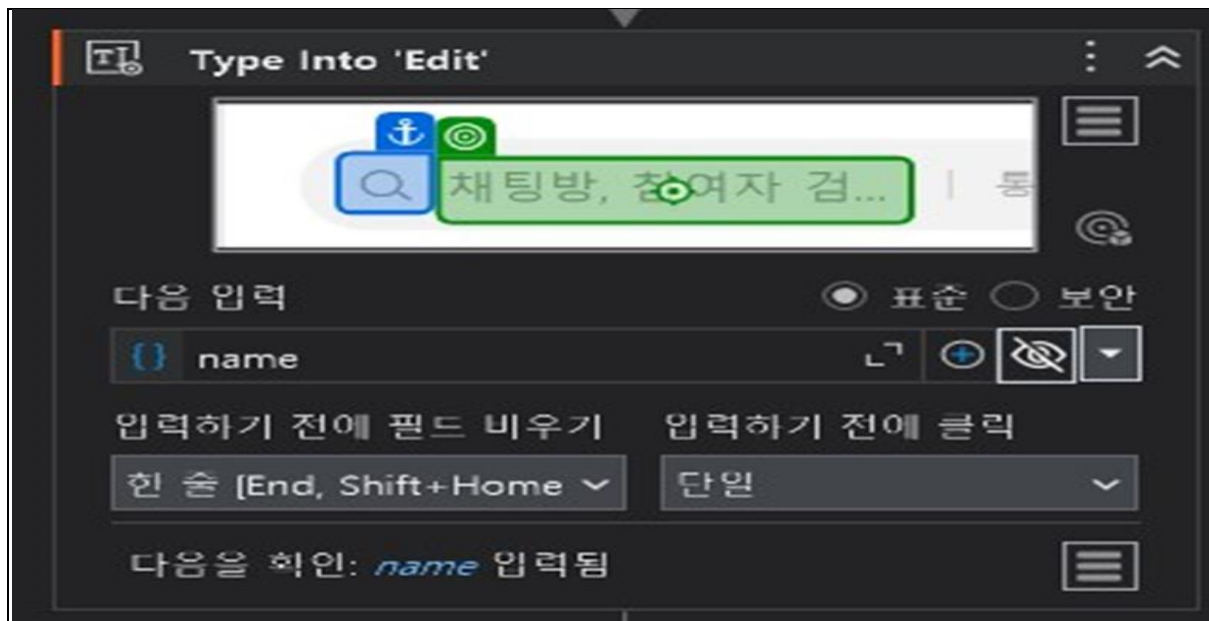 Type Into 'Edit'
채팅방, 참여자 검... | 통
다음 입력
표준 보안
{} name
입력하기 전에 필드 비우기 입력하기 전에 클릭
한 줄 [End, Shift+Home 단일
다음을 확인: name 입력됨